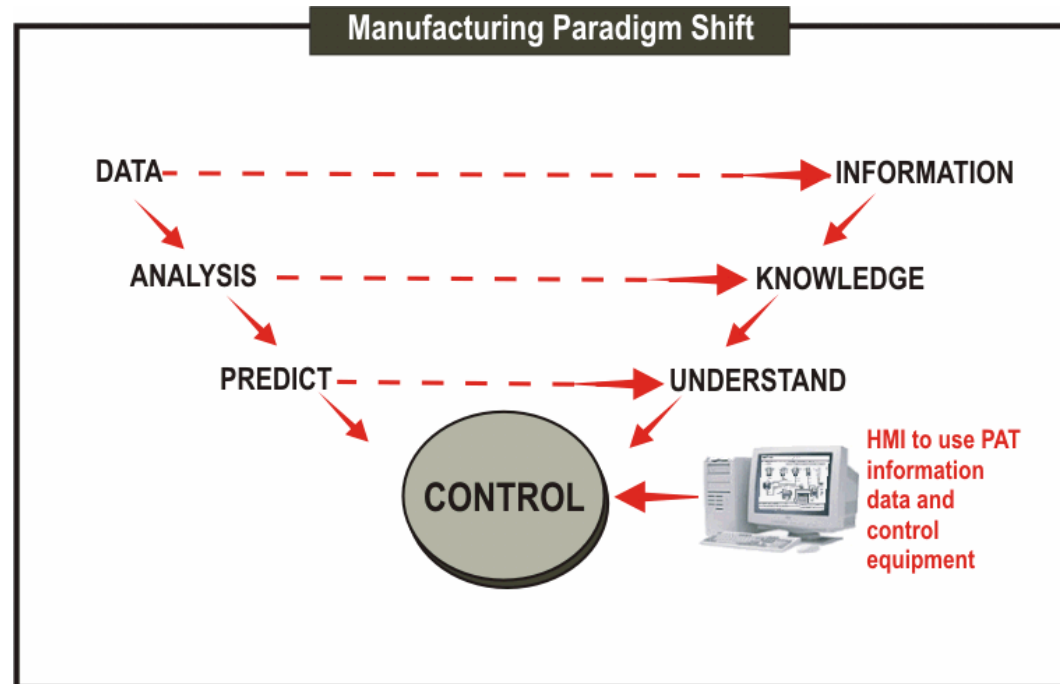 Manufacturing Paradigm Shift
DATA
INFORMATION
ANALYSIS
KNOWLEDGE
PREDICT
UNDERSTAND
CONTROL
HMI to use PAT
information
data and
control
equipment